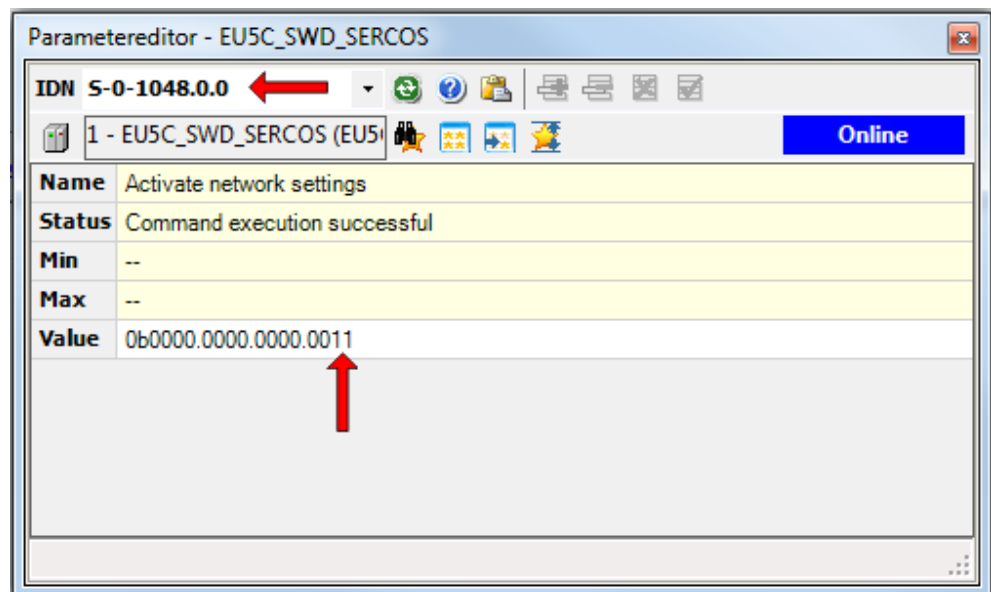 Parametereditor - EU5C_SWD_SERCOS
IDN S-0-1048.0.0
1 - EU5C_SWD_SERCOS (EU5
Online
Name Activate network settings
Status Command execution successful
Min --
Max --
Value 0b0000.0000.0000.0011